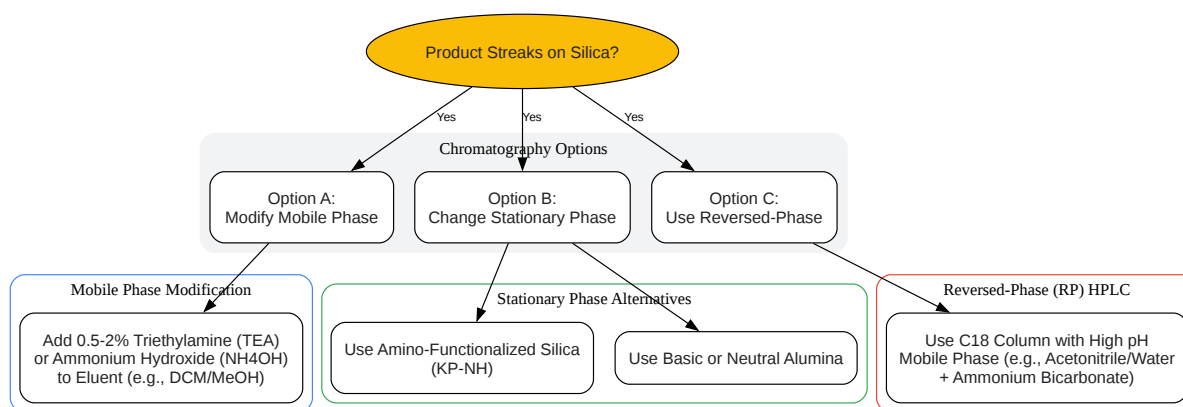 Product Streaks on Silica?
Yes
Yes
Yes
Chromatography Options
Option A:
Modify Mobile Phase
Option B:
Change Stationary Phase
Option C:
Use Reversed-Phase
Mobile Phase Modification
Add 0.5-2% Triethylamine (TEA)
or Ammonium Hydroxide (NH4OH)
to Eluent (e.g., DCM/MeOH)
Stationary Phase Alternatives
Use Amino-Functionalized Silica
(KP-NH)
Use Basic or Neutral Alumina
Reversed-Phase (RP) HPLC
Use C18 Column with High pH
Mobile Phase (e.g., Acetonitrile/Water
+ Ammonium Bicarbonate)